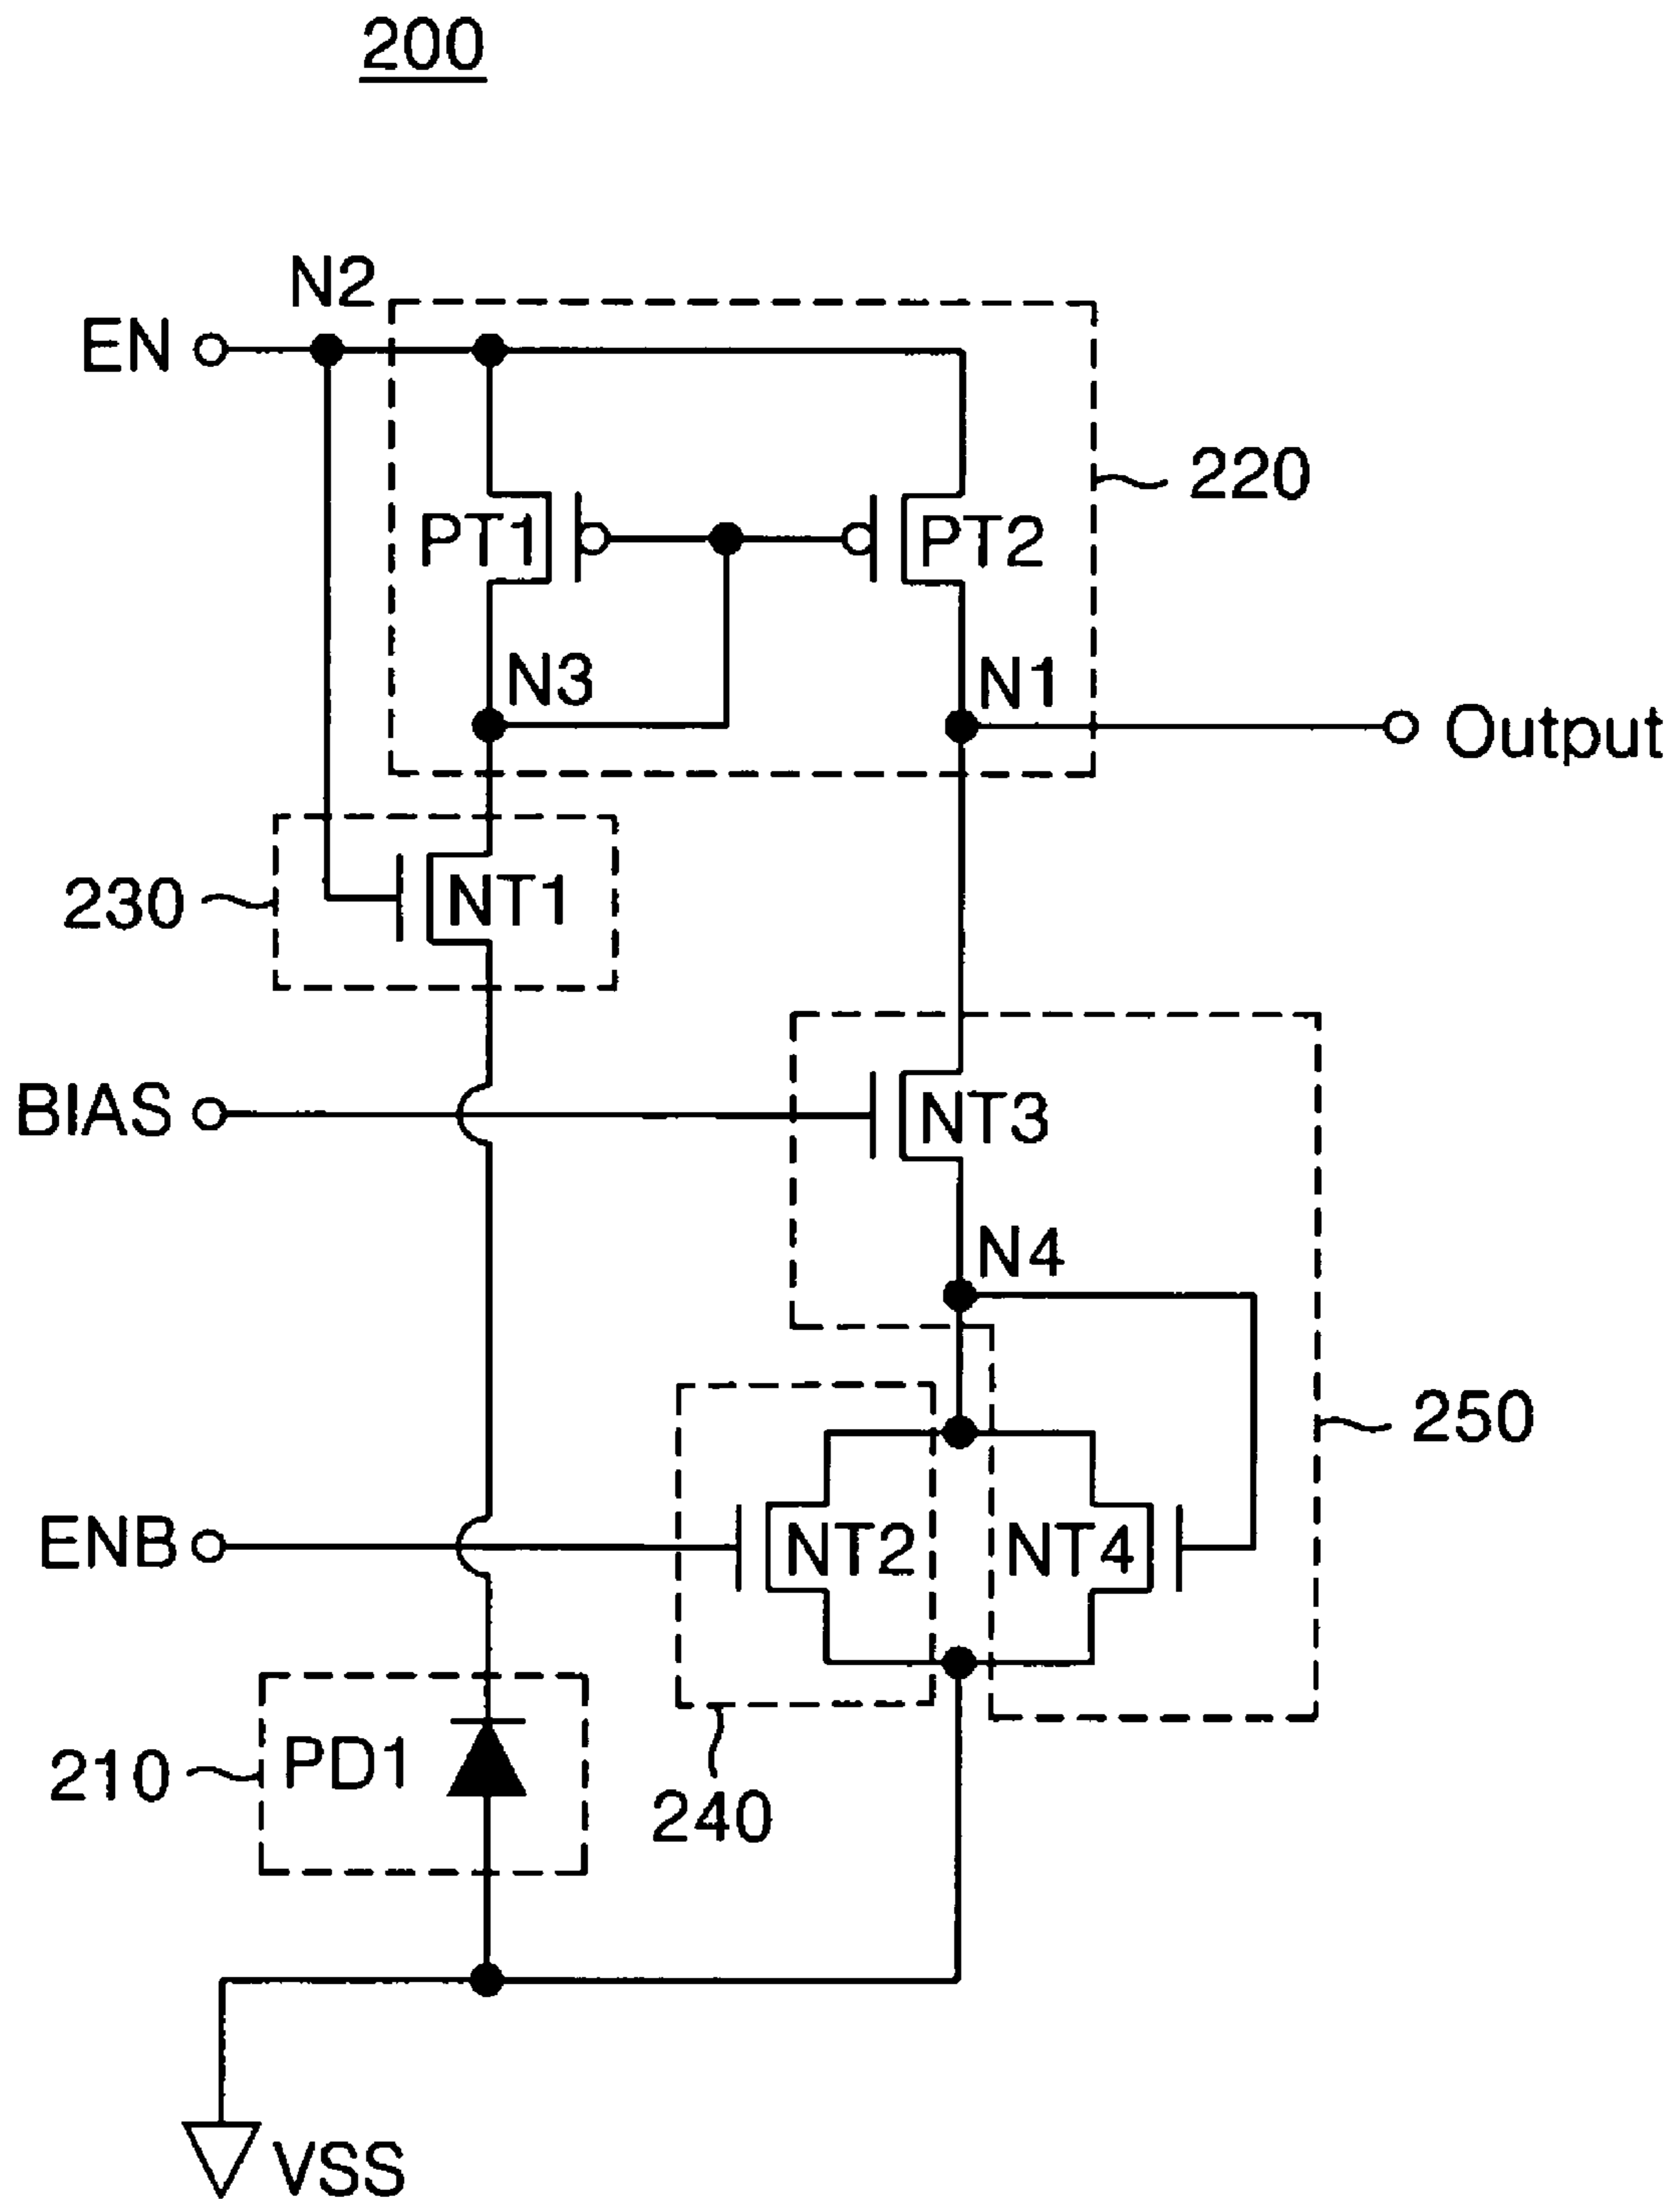 200
N2
EN
220
PT1
PT2
N3
N1
Output
230
NT1
BIAS
NT3
N4
250
ENB
NT2
NT4
210
PD1
240
VSS